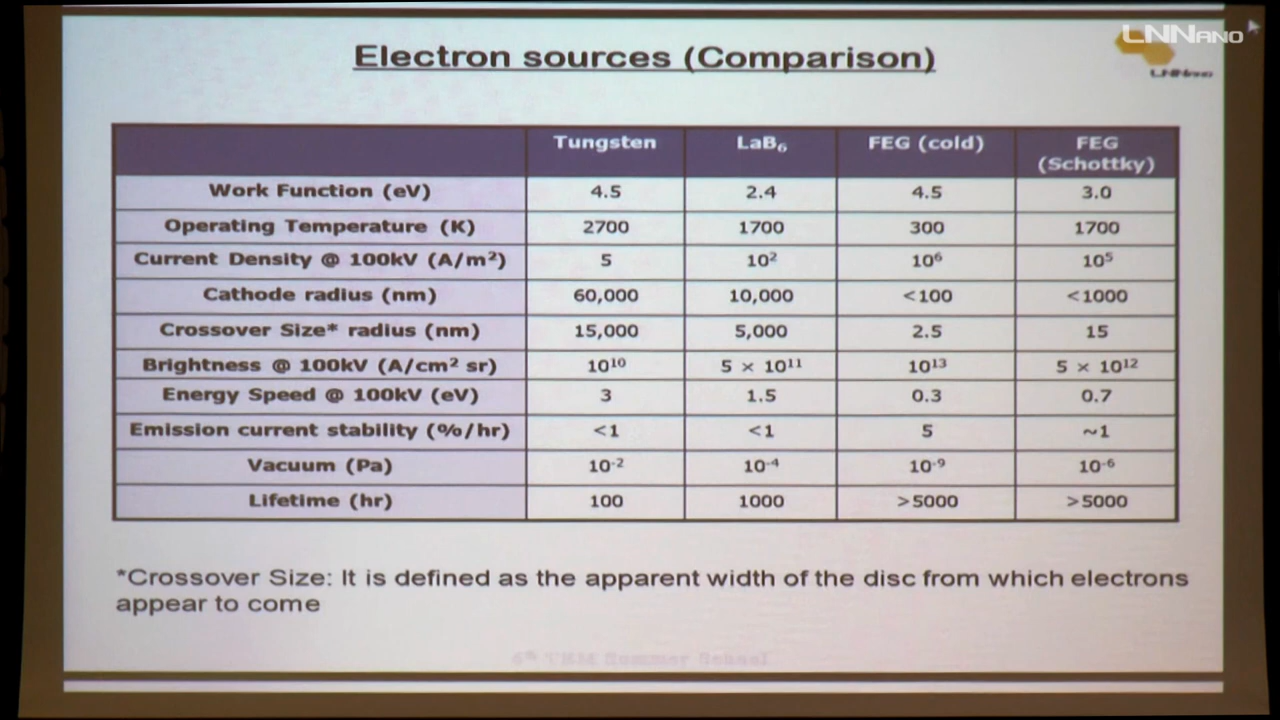 LNNANO
LNNano
Electron sources (Comparison)
Tungsten LaB₆ FEG (cold) FEG (Schottky)
Work Function (eV) 4.5 2.4 4.5 3.0
Operating Temperature (K) 2700 1700 300 1700
Current Density @ 100kV (A/m²) 5 10² 10⁶ 10⁵
Cathode radius (nm) 60,000 10,000 <100 <1000
Crossover Size* radius (nm) 15,000 5,000 2.5 15
Brightness @ 100kV (A/cm² sr) 10¹⁰ 5 × 10¹¹ 10¹³ 5 × 10¹²
Energy Speed @ 100kV (eV) 3 1.5 0.3 0.7
Emission current stability (%/hr) <1 <1 5 ~1
Vacuum (Pa) 10⁻² 10⁻⁴ 10⁻⁹ 10⁻⁶
Lifetime (hr) 100 1000 >5000 >5000
*Crossover Size: It is defined as the apparent width of the disc from which electrons
appear to come
6th TEM Summer School